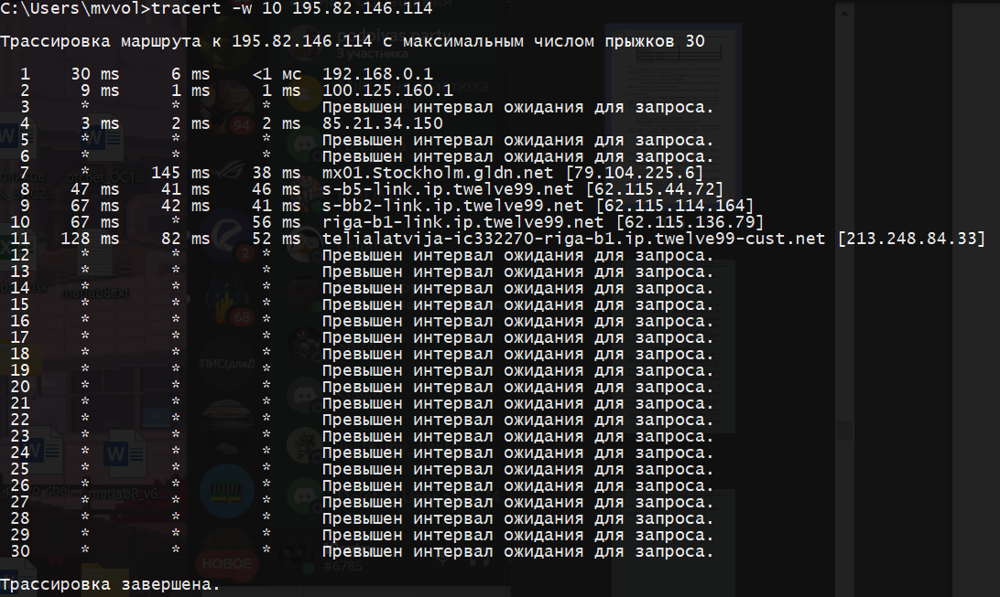 C:\Users\mvvol>tracert -w 10 195.82.146.114
Трассировка маршрута к 195.82.146.114 с максимальным числом прыжков 30
1 30 ms 6 ms <1 мс 192.168.0.1
2 9 ms 1 ms 1 ms 100.125.160.1
3 * * * Превышен интервал ожидания для запроса.
4 3 ms 2 ms 2 ms 85.21.34.150
5 * * * Превышен интервал ожидания для запроса.
6 * * * Превышен интервал ожидания для запроса.
7 * 145 ms 38 ms mx01.Stockholm.gldn.net [79.104.225.6]
8 47 ms 41 ms 46 ms s-b5-link.ip.twelve99.net [62.115.44.72]
9 67 ms 42 ms 41 ms s-bb2-link.ip.twelve99.net [62.115.114.164]
10 67 ms * 56 ms riga-b1-link.ip.twelve99.net [62.115.136.79]
11 128 ms 82 ms 52 ms telialatvija-ic332270-riga-b1.ip.twelve99-cust.net [213.248.84.33]
12 * * * Превышен интервал ожидания для запроса.
13 * * * Превышен интервал ожидания для запроса.
14 * * * Превышен интервал ожидания для запроса.
15 * * * Превышен интервал ожидания для запроса.
16 * * * Превышен интервал ожидания для запроса.
17 * * * Превышен интервал ожидания для запроса.
18 * * * Превышен интервал ожидания для запроса.
19 * * * Превышен интервал ожидания для запроса.
20 * * * Превышен интервал ожидания для запроса.
21 * * * Превышен интервал ожидания для запроса.
22 * * * Превышен интервал ожидания для запроса.
23 * * * Превышен интервал ожидания для запроса.
24 * * * Превышен интервал ожидания для запроса.
25 * * * Превышен интервал ожидания для запроса.
26 * * * Превышен интервал ожидания для запроса.
27 * * * Превышен интервал ожидания для запроса.
28 * * * Превышен интервал ожидания для запроса.
29 * * * Превышен интервал ожидания для запроса.
30 * * * Превышен интервал ожидания для запроса.
Трассировка завершена.
3 участника
94
2
68
matlab8.txt
НОВОЕ
#6785